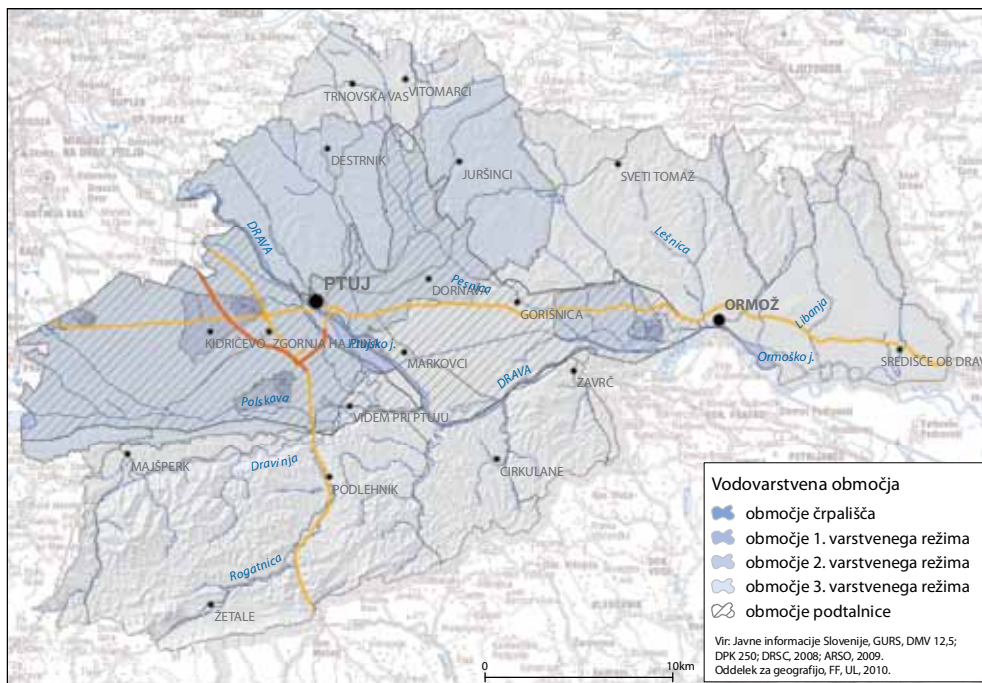 TRNOVSKA VAS
VITOMARCI
DESTRNIK
JURŠINCI
SVETI TOMAŽ
DRAVA
Lešnica
PTUJ
DORNAVA
Pesnica
GORIŠNICA
ORMOŽ
Libanja
KIDRIČEVO
ZGORNJA HAJDINA
Ptujsko j.
MARKOVCI
DRAVA
ZAVRČ
Ormoško j.
SREDIŠČE OB DRAV
Polskava
VIDEM PRI PTUJU
MAJŠPERK
Dravinja
PODLEHNIK
CIRKULANE
Rogatnica
ŽETALE
Vodovarstvena območja
območje črpališča
območje 1. varstvenega režima
območje 2. varstvenega režima
območje 3. varstvenega režima
območje podtalnice
Vir: Javne informacije Slovenije, GURS, DMV 12,5;
DPK 250; DRSC, 2008; ARSO, 2009.
Oddelek za geografijo, FF, UL, 2010.
0 10km